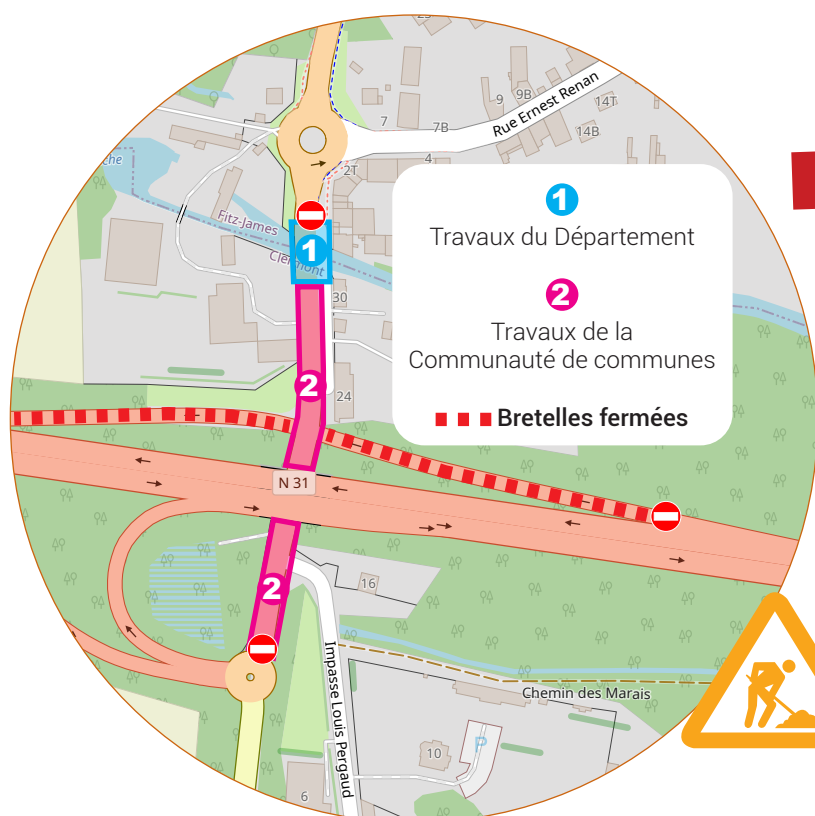 Rue Ernest Renan
9
9B
14T
14B
7
7B
4
2T
Fitz-James
Clermont
1
30
2
24
N 31
2
16
Impasse Louis Pergaud
Chemin des Marais
P
10
6
1
Travaux du Département
2
Travaux de la
Communauté de communes
Bretelles fermées